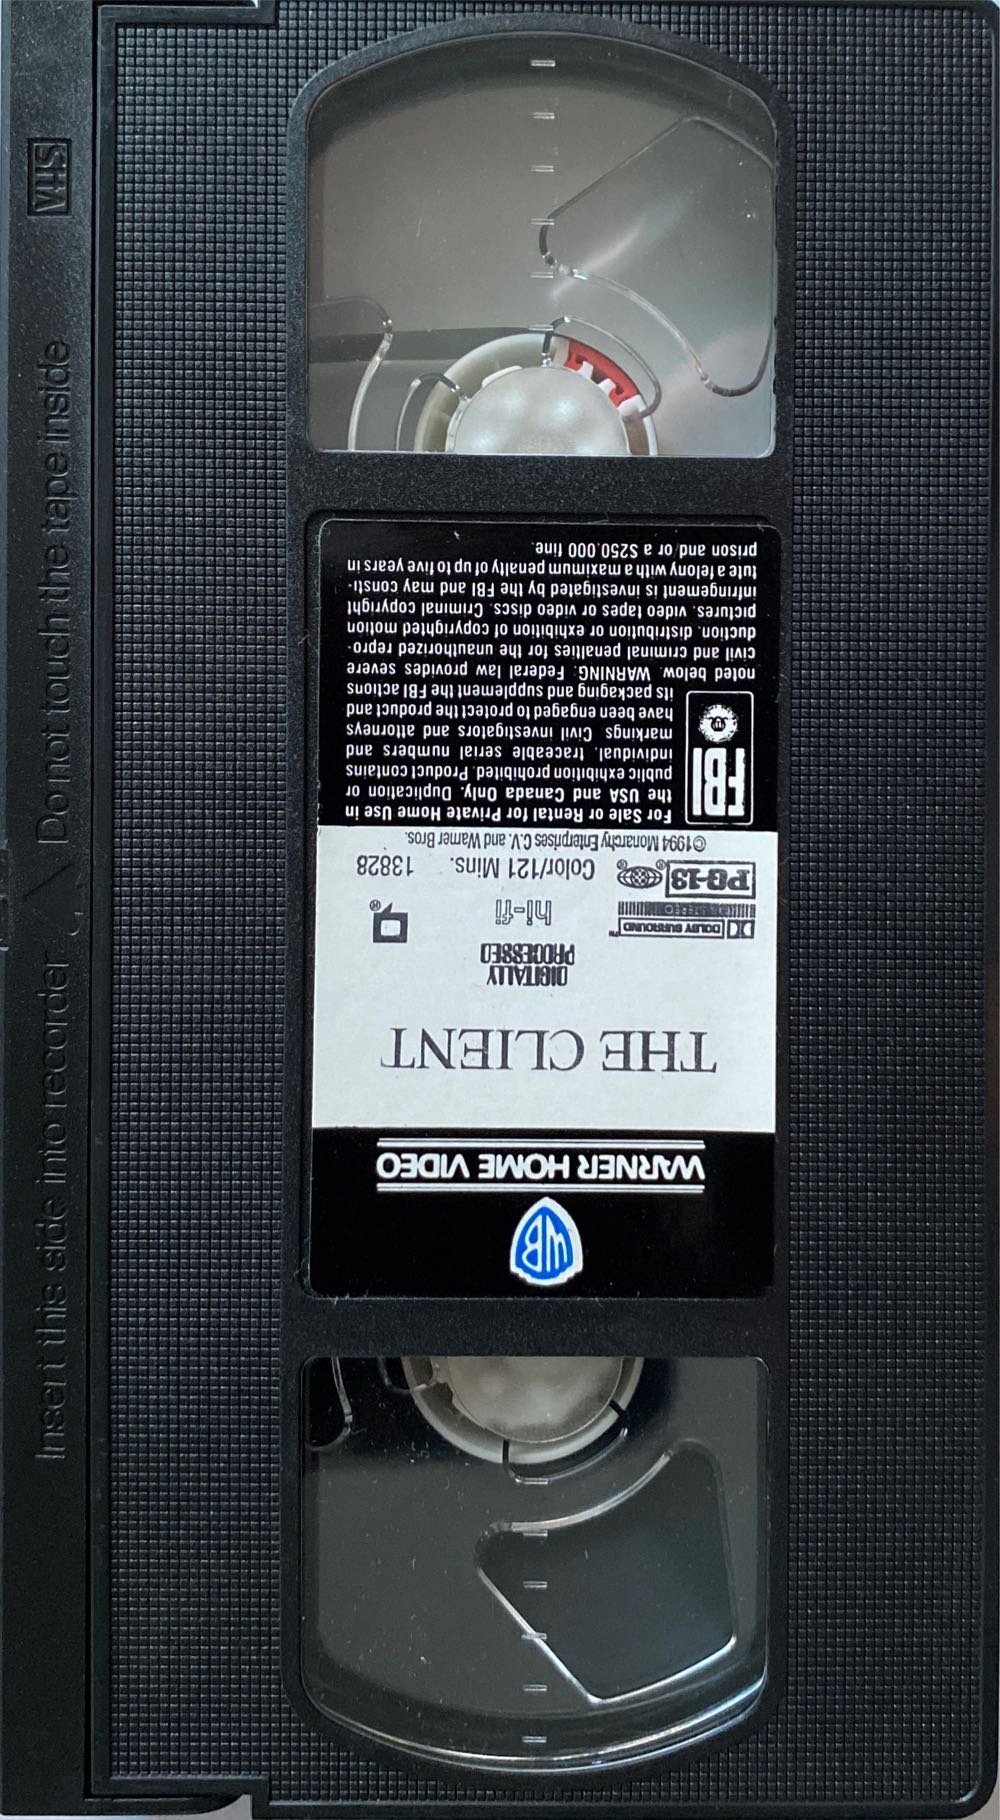 WB
WARNER HOME VIDEO
THE CLIENT
DIGITALLY
PROCESSED
DOLBY SURROUND™
STEREO
hi-fi
®
PG-13 ® Color/121 Mins. 13828
©1994 Monarchy Enterprises C.V. and Warner Bros.
FBI
For Sale or Rental for Private Home Use in
the USA and Canada Only. Duplication or
public exhibition prohibited. Product contains
individual, traceable serial numbers and
markings. Civil investigators and attorneys
have been engaged to protect the product and
its packaging and supplement the FBI actions
noted below. WARNING: Federal law provides severe
civil and criminal penalties for the unauthorized repro-
duction, distribution or exhibition of copyrighted motion
pictures, video tapes or video discs. Criminal copyright
infringement is investigated by the FBI and may consti-
tute a felony with a maximum penalty of up to five years in
prison and/or a $250,000 fine.
Insert this side into recorder
Do not touch the tape inside
VHS